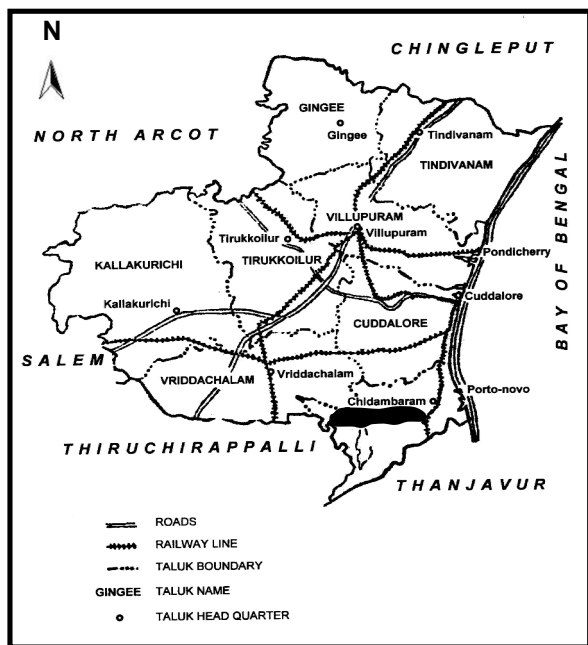 N
CHINGLEPUT
GINGEE
Gingee
Tindivanam
NORTH ARCOT
TINDIVANAM
BAY OF BENGAL
VILLUPURAM
Villupuram
Tirukkoilur
TIRUKKOILUR
Pondicherry
KALLAKURICHI
Kallakurichi
Cuddalore
CUDDALORE
SALEM
VRIDDACHALAM
Vriddachalam
Chidambaram
Porto-novo
THIRUCHIRAPPALLI
THANJAVUR
ROADS
RAILWAY LINE
TALUK BOUNDARY
GINGEE TALUK NAME
TALUK HEAD QUARTER